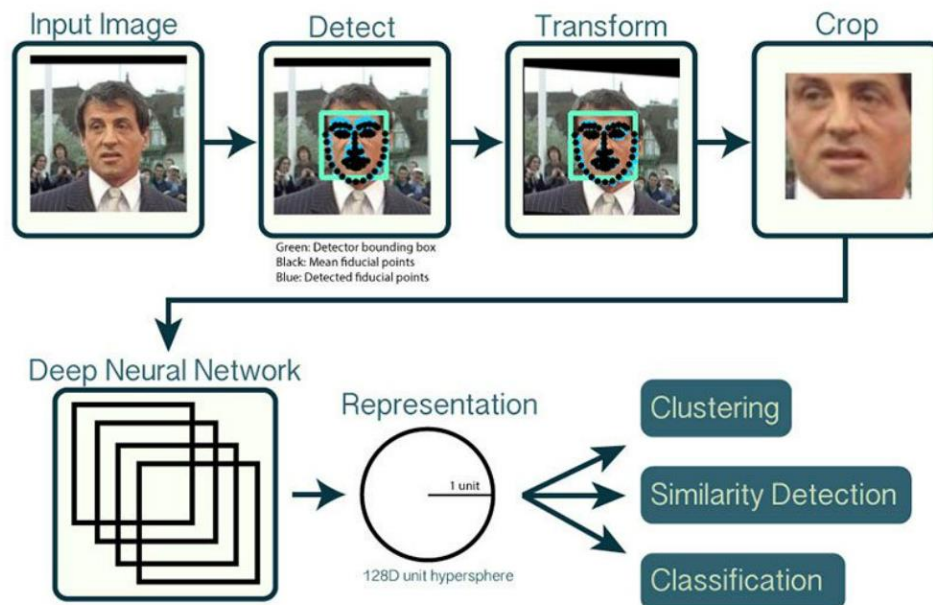 Input Image
Detect
Transform
Crop
Green: Detector bounding box
Black: Mean fiducial points
Blue: Detected fiducial points
Deep Neural Network
Representation
1 unit
128D unit hypersphere
Clustering
Similarity Detection
Classification